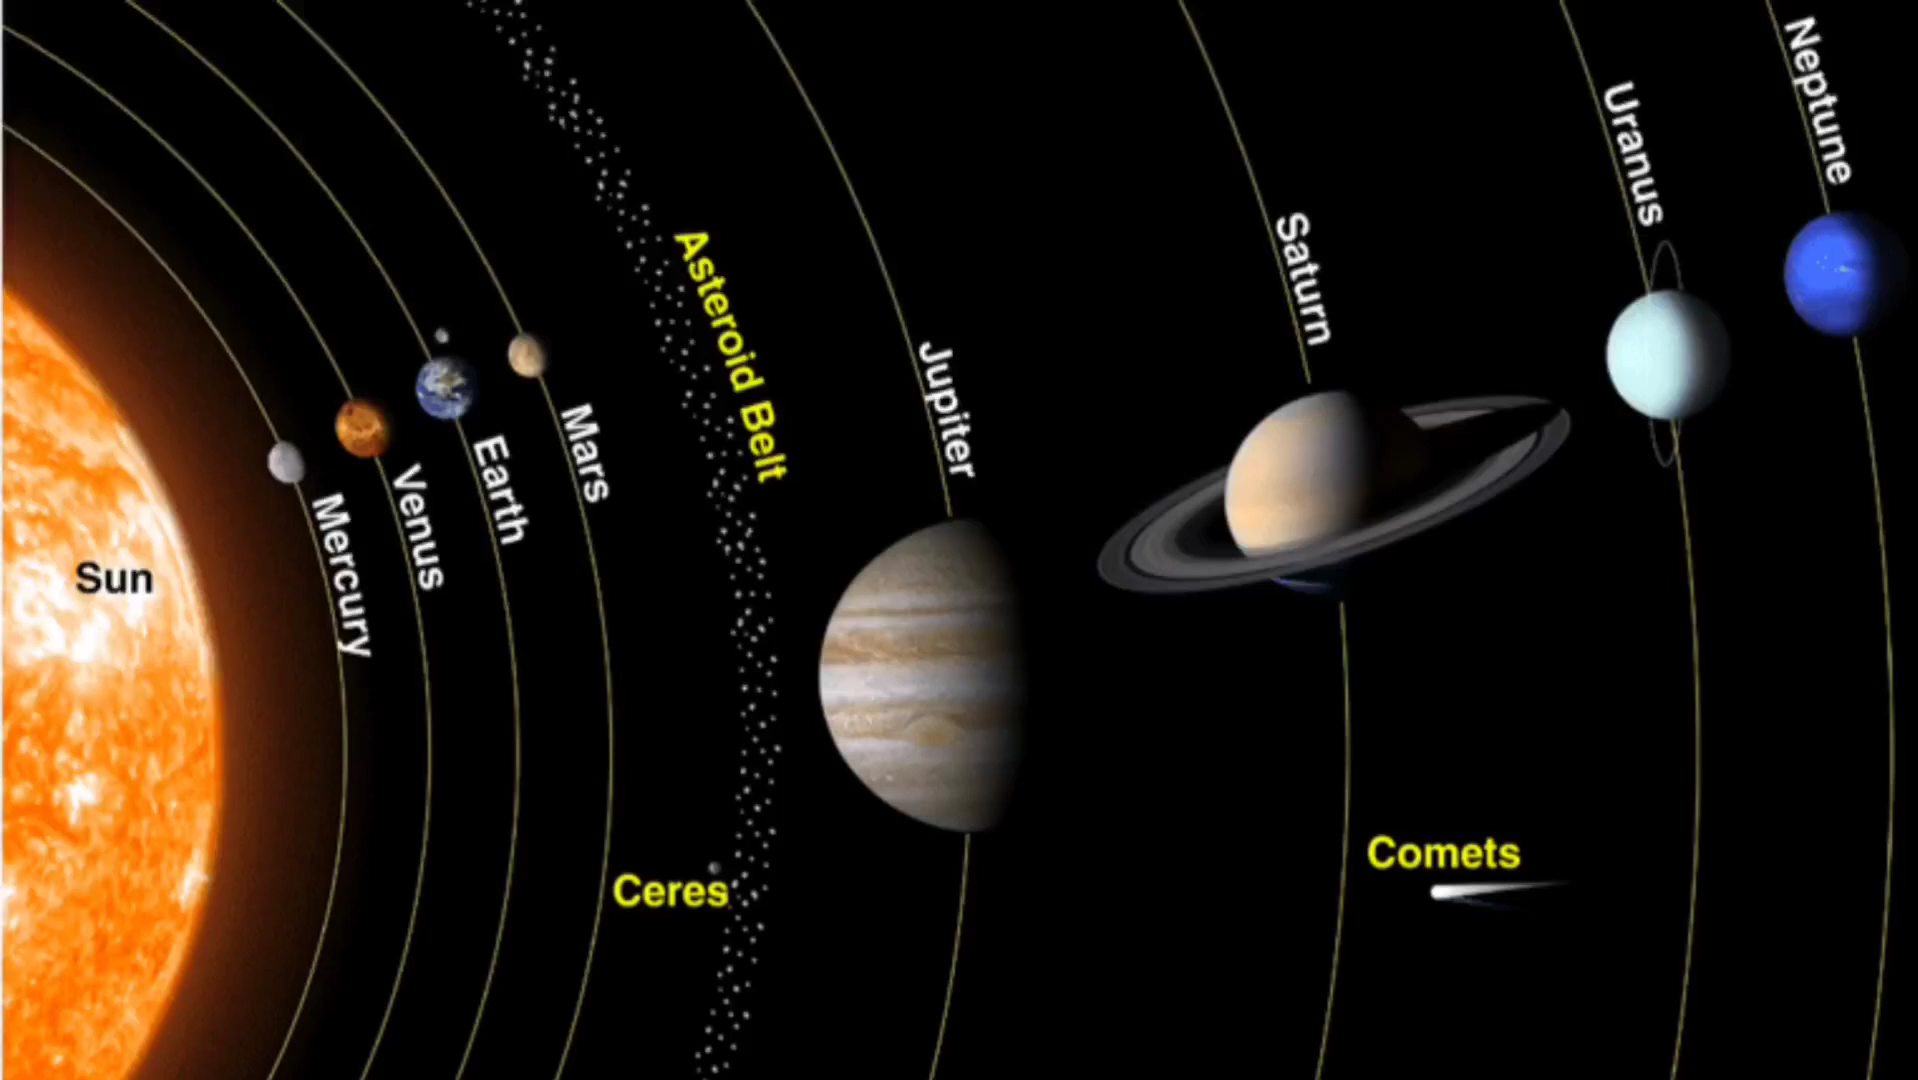 Sun
Mercury
Venus
Earth
Mars
Asteroid Belt
Ceres
Jupiter
Saturn
Comets
Uranus
Neptune